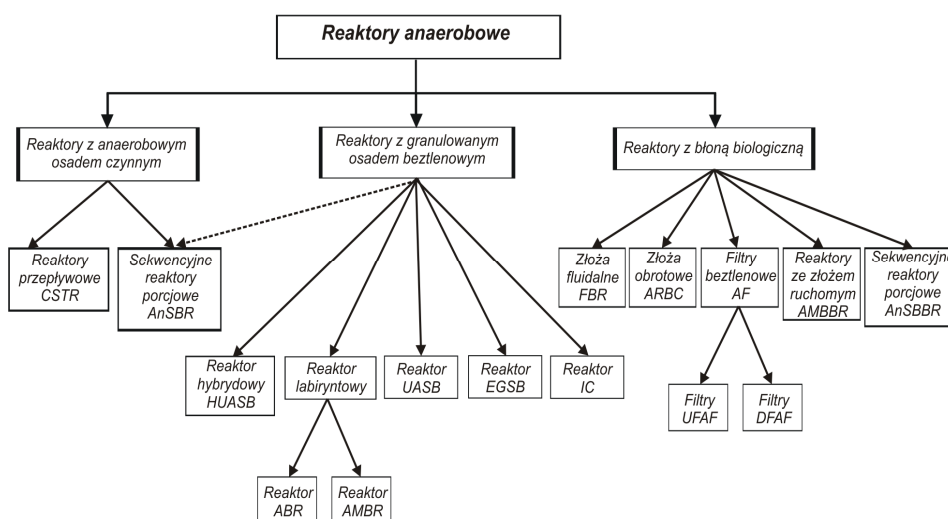 Reaktory anaerobowe
Reaktory z anaerobowym
osadem czynnym
Reaktory z granulowanym
osadem beztlenowym
Reaktory z błoną biologiczną
Reaktory
przepływowe
CSTR
Sekwencyjne
reaktory
porcjowe
AnSBR
Złoża
fluidalne
FBR
Złoża
obrotowe
ARBC
Filtry
beztlenowe
AF
Reaktory
ze złożem
ruchomym
AMBBR
Sekwencyjne
reaktory
porcjowe
AnSBBR
Reaktor
hybrydowy
HUASB
Reaktor
labiryntowy
Reaktor
UASB
Reaktor
EGSB
Reaktor
IC
Filtry
UFAF
Filtry
DFAF
Reaktor
ABR
Reaktor
AMBR